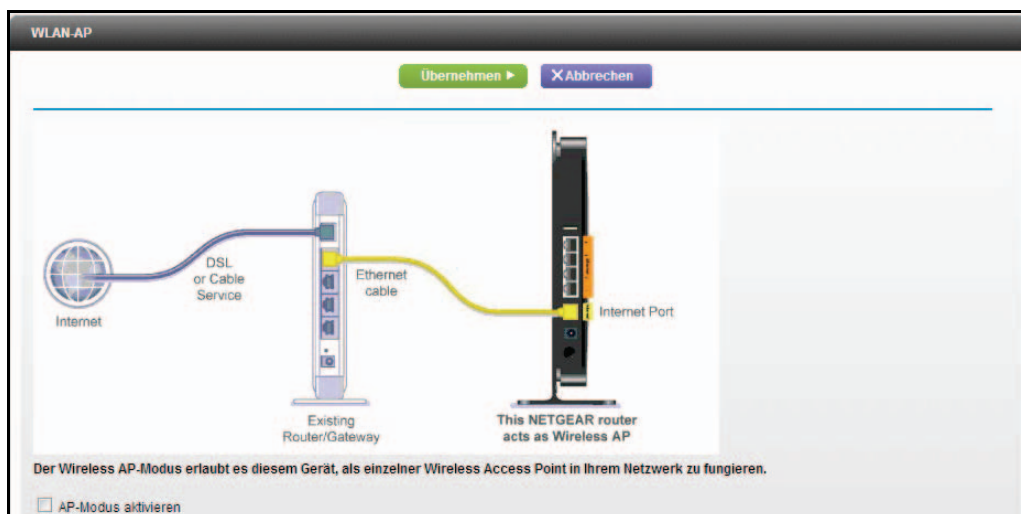 WLAN-AP
Übernehmen
Abbrechen
DSL
or Cable
Service
Internet
Ethernet
cable
Internet Port
Existing
Router/Gateway
This NETGEAR router
acts as Wireless AP
Der Wireless AP-Modus erlaubt es diesem Gerät, als einzelner Wireless Access Point in Ihrem Netzwerk zu fungieren.
AP-Modus aktivieren